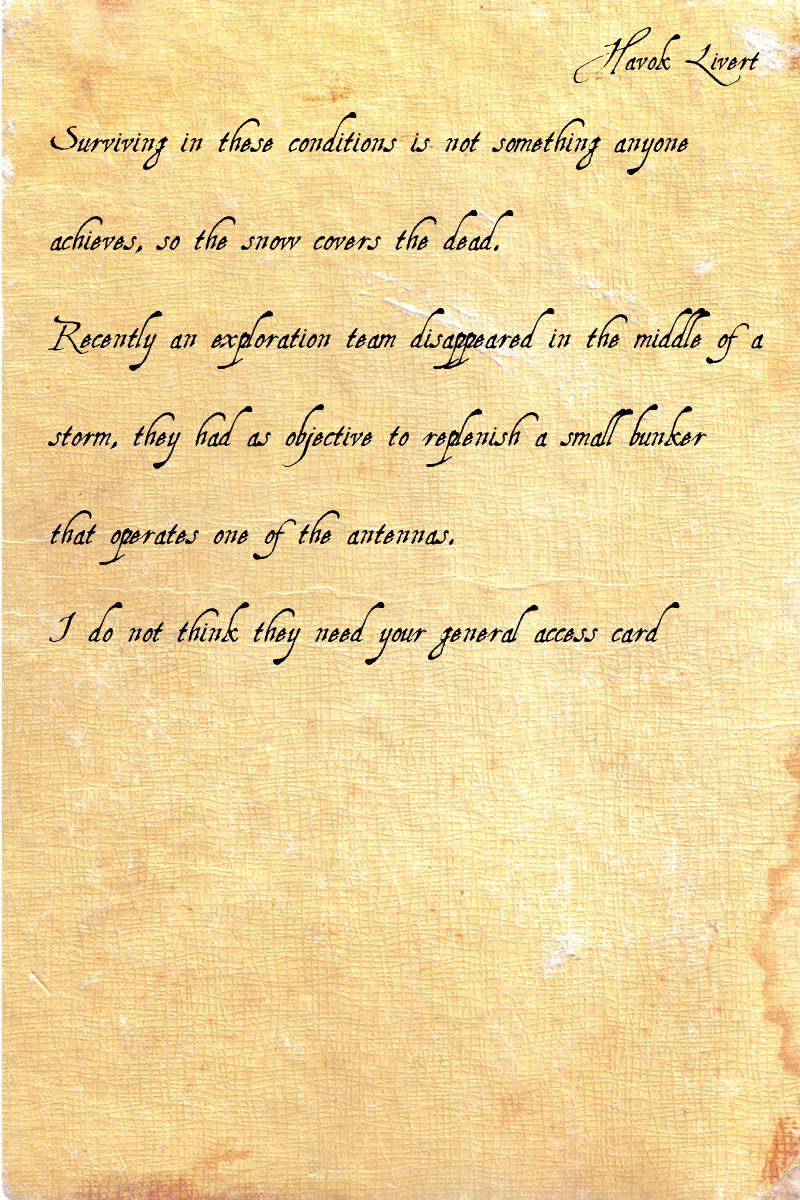 Havok Livert
Surviving in these conditions is not something anyone
achieves, so the snow covers the dead.
Recently an exploration team disappeared in the middle of a
storm, they had as objective to replenish a small bunker
that operates one of the antennas.
I do not think they need your general access card